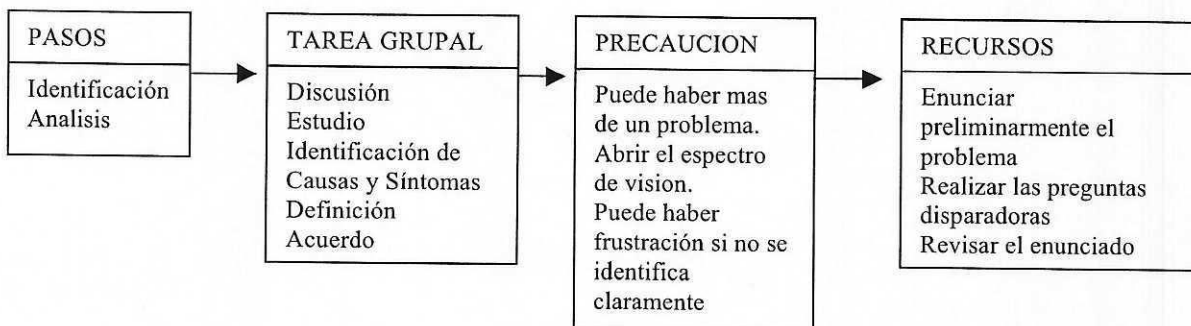 PASOS
Identificación
Analisis
TAREA GRUPAL
Discusión
Estudio
Identificación de
Causas y Síntomas
Definición
Acuerdo
PRECAUCION
Puede haber mas
de un problema.
Abrir el espectro
de vision.
Puede haber
frustración si no se
identifica
claramente
RECURSOS
Enunciar
preliminarmente el
problema
Realizar las preguntas
disparadoras
Revisar el enunciado